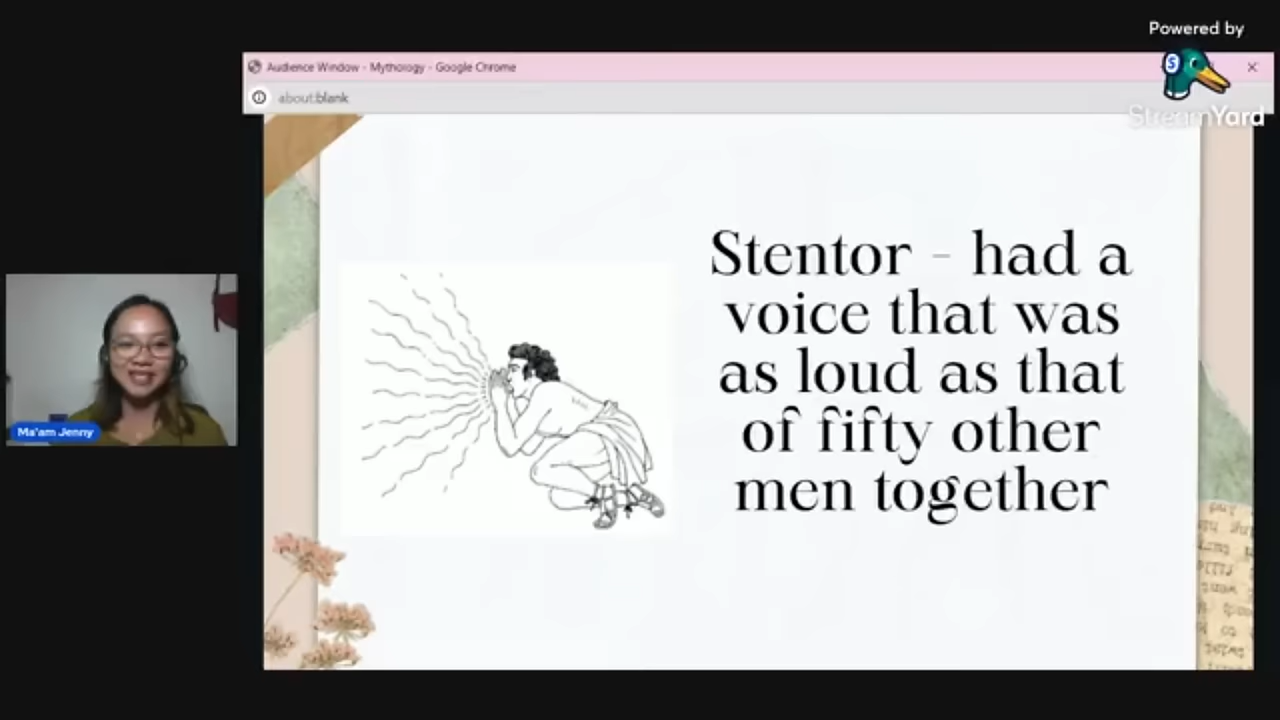 Powered by
Audience Window - Mythology - Google Chrome
about:blank
StreamYard
Stentor - had a
voice that was
as loud as that
of fifty other
men together
Ma'am Jenny